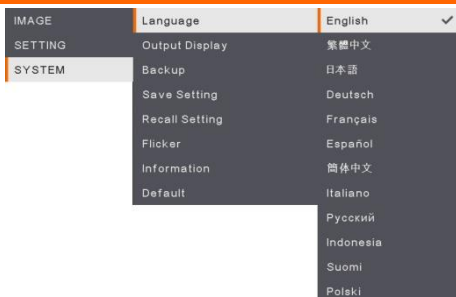 IMAGE
SETTING
SYSTEM
Language
Output Display
Backup
Save Setting
Recall Setting
Flicker
Information
Default
English
繁體中文
日本語
Deutsch
Français
Español
简体中文
Italiano
Русский
Indonesia
Suomi
Polski